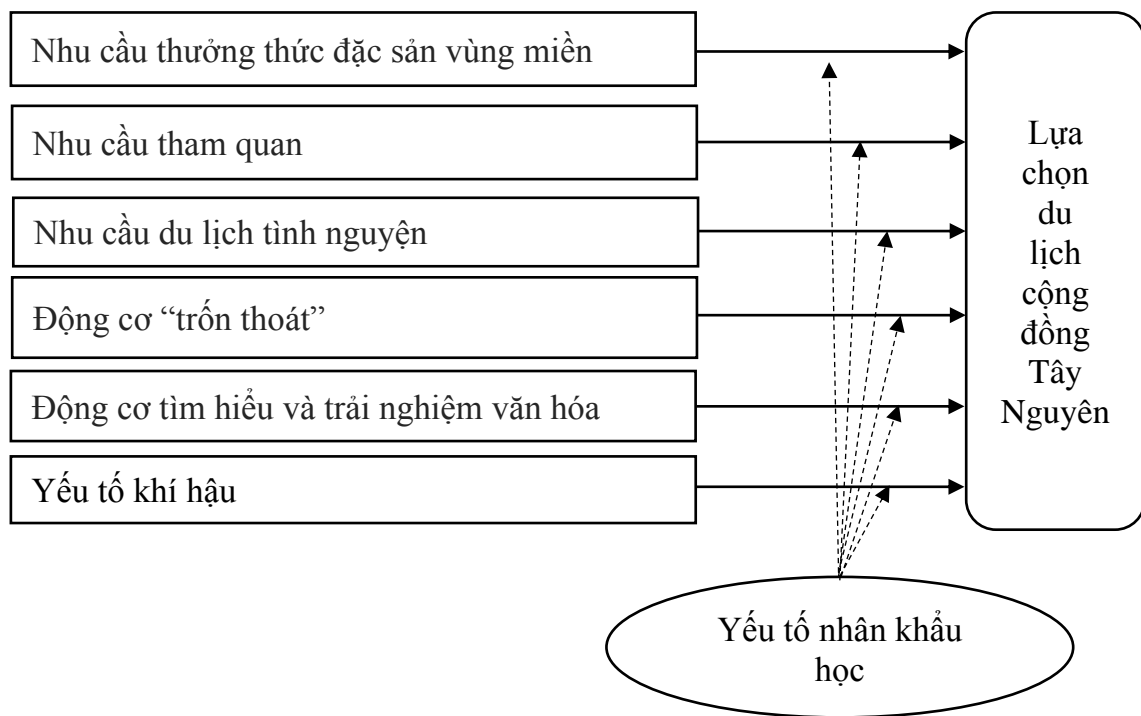 Nhu cầu thưởng thức đặc sản vùng miền
Nhu cầu tham quan
Nhu cầu du lịch tình nguyện
Động cơ “trốn thoát”
Động cơ tìm hiểu và trải nghiệm văn hóa
Yếu tố khí hậu
Lựa
chọn
du
lịch
cộng
đồng
Tây
Nguyên
Yếu tố nhân khẩu
học